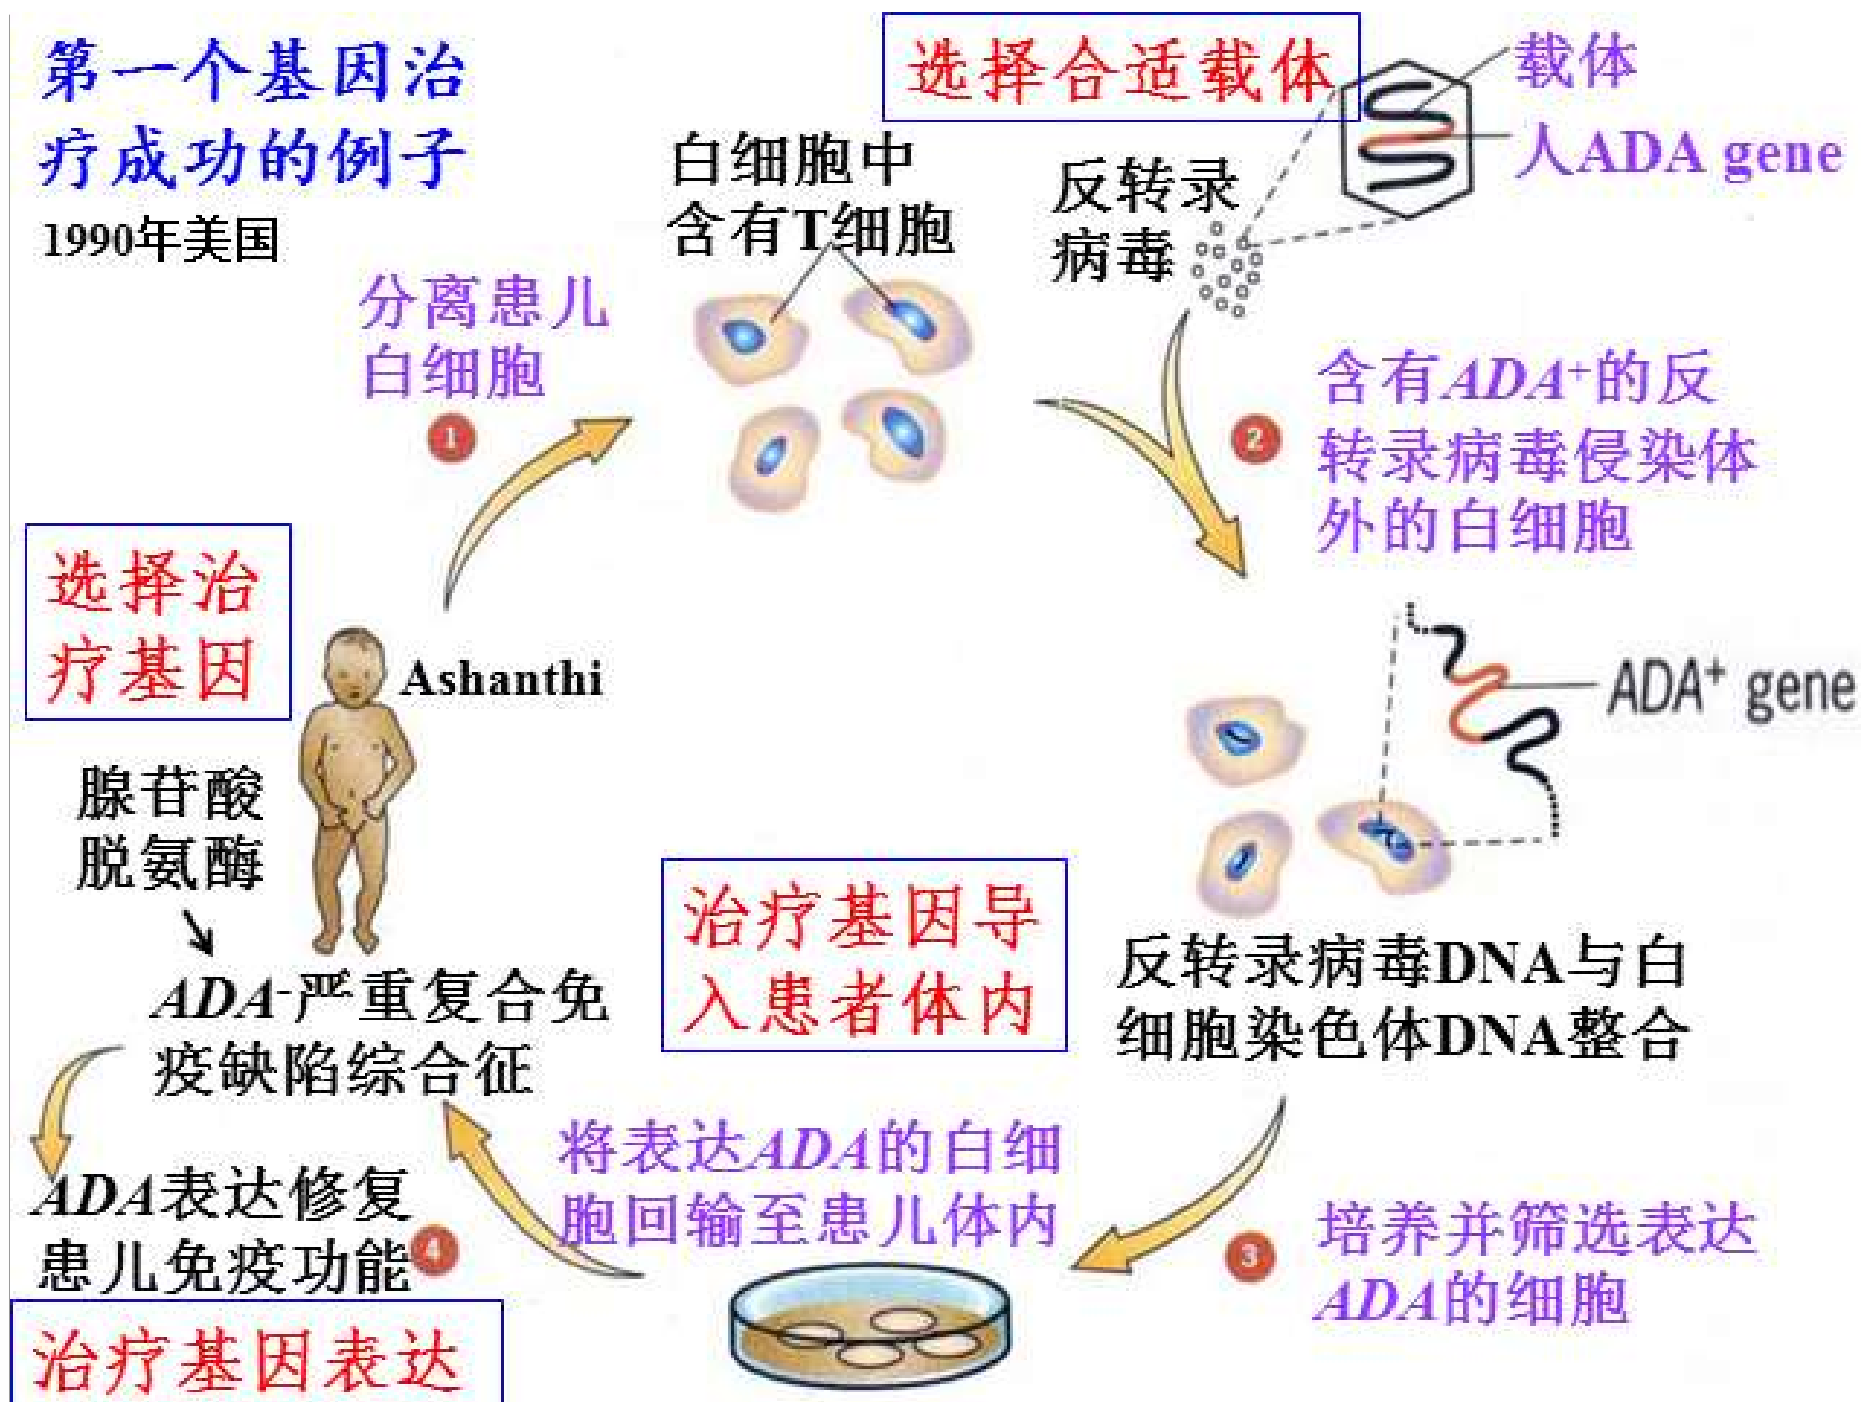 第一个基因治
疗成功的例子
1990年美国
选择合适载体
载体
人ADA gene
白细胞中
含有T细胞
反转录
病毒
分离患儿
白细胞
1
2
含有ADA⁺的反
转录病毒侵染体
外的白细胞
选择治
疗基因
Ashanthi
ADA⁺ gene
腺苷酸
脱氨酶
ADA⁻严重复合免
疫缺陷综合征
治疗基因导
入患者体内
反转录病毒DNA与白
细胞染色体DNA整合
将表达ADA的白细
胞回输至患儿体内
3
培养并筛选表达
ADA的细胞
ADA表达修复
患儿免疫功能
4
治疗基因表达